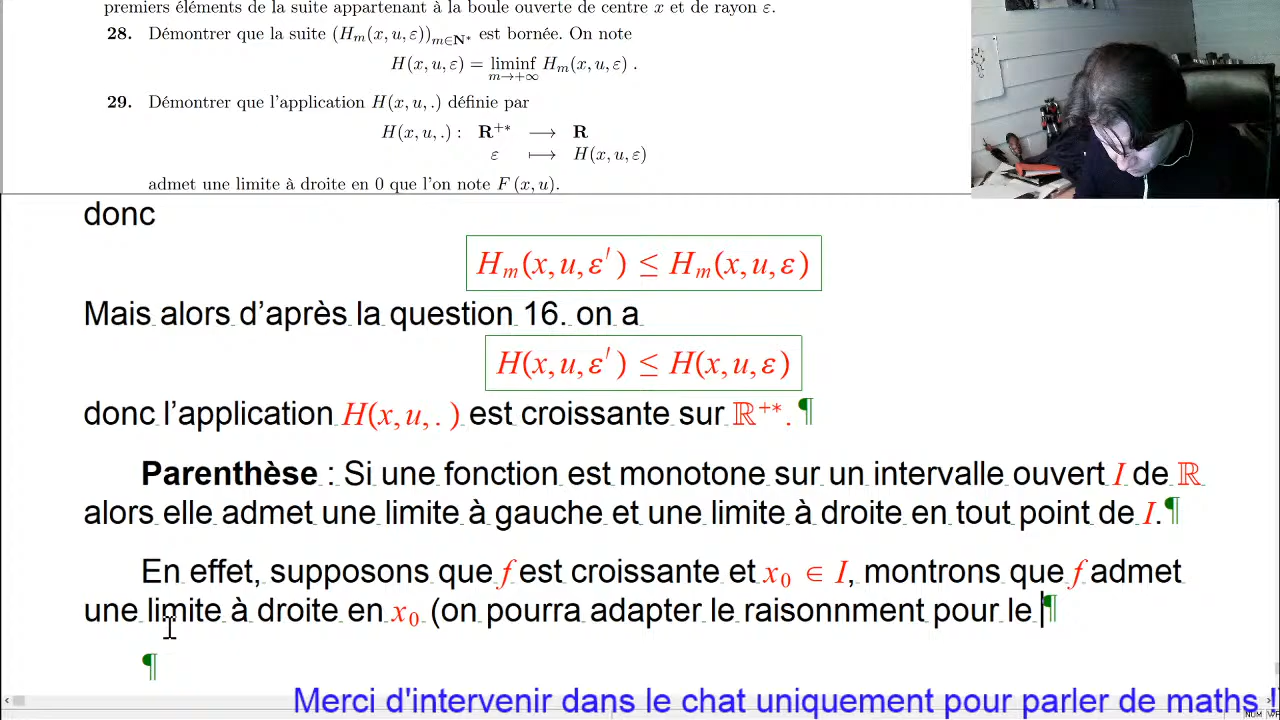 premiers éléments de la suite appartenant à la boule ouverte de centre x et de rayon ε.
28. Démontrer que la suite (H_m(x, u, ε))_{m∈N*} est bornée. On note
H(x, u, ε) = liminf_{m→+∞} H_m(x, u, ε) .
29. Démontrer que l'application H(x, u, .) définie par
H(x, u, .) : R^{+*} ⟶ R
ε ⟼ H(x, u, ε)
admet une limite à droite en 0 que l'on note F (x, u).
donc
H_m(x, u, ε′) ≤ H_m(x, u, ε)
Mais alors d'après la question 16. on a
H(x, u, ε′) ≤ H(x, u, ε)
donc l'application H(x, u, . ) est croissante sur ℝ^{+*}.¶
Parenthèse : Si une fonction est monotone sur un intervalle ouvert I de ℝ
alors elle admet une limite à gauche et une limite à droite en tout point de I.¶
En effet, supposons que f est croissante et x_0 ∈ I, montrons que f admet
une limite à droite en x_0 (on pourra adapter le raisonnment pour le ¶
¶
Merci d'intervenir dans le chat uniquement pour parler de maths !
NUM